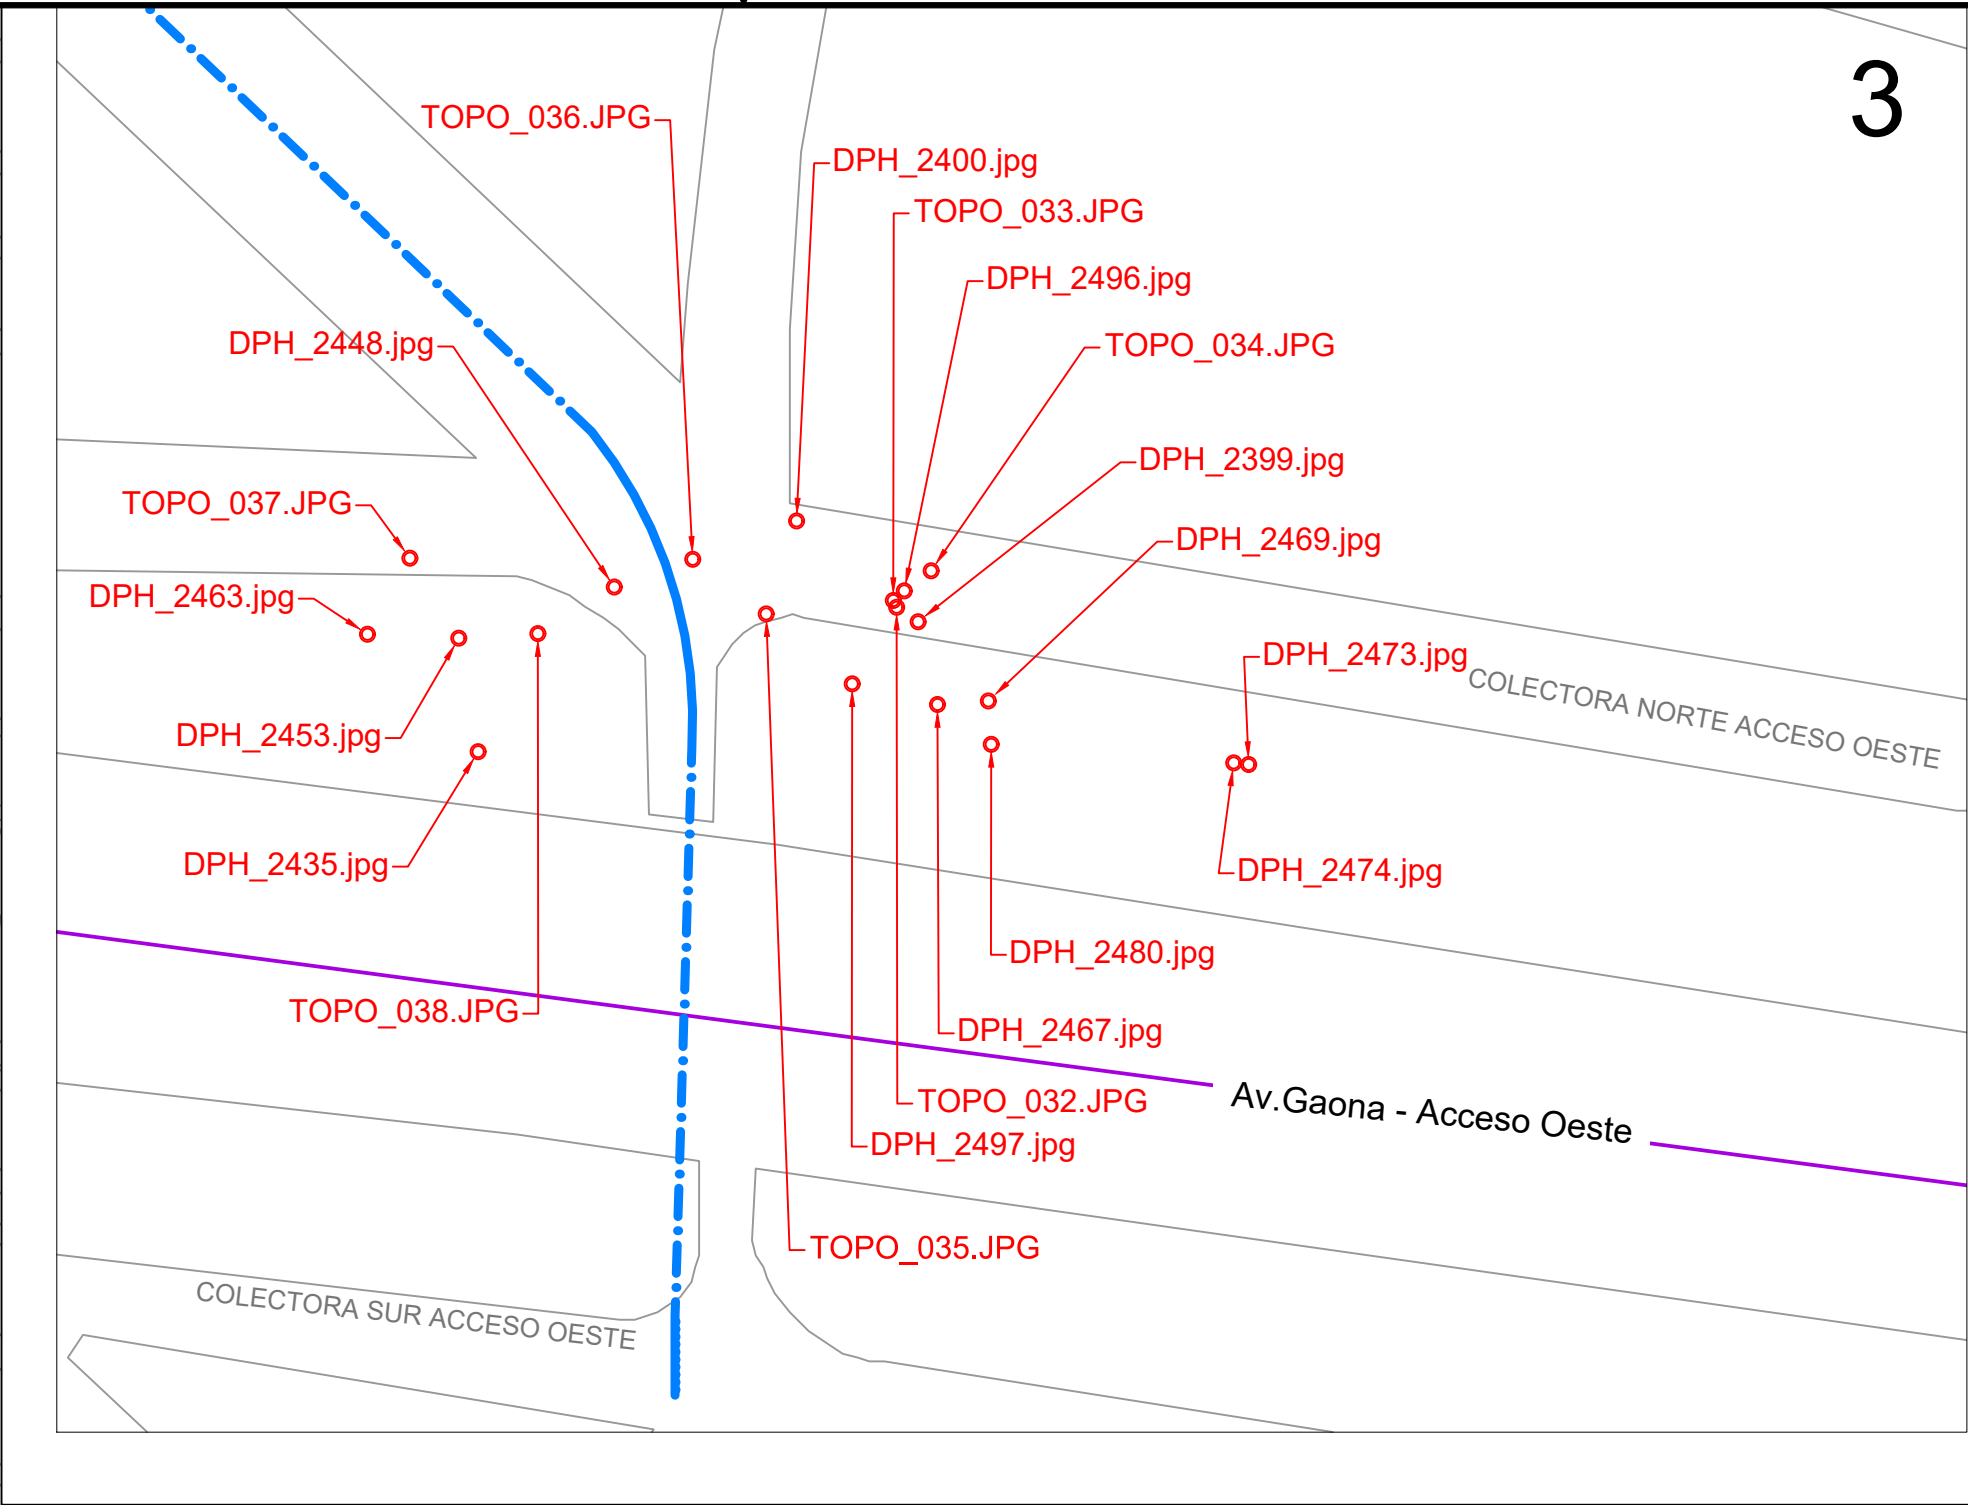 3
TOPO_036.JPG
DPH_2400.jpg
TOPO_033.JPG
DPH_2496.jpg
DPH_2448.jpg
TOPO_034.JPG
DPH_2399.jpg
TOPO_037.JPG
DPH_2469.jpg
DPH_2463.jpg
DPH_2473.jpg
COLECTORA NORTE ACCESO OESTE
DPH_2453.jpg
DPH_2435.jpg
DPH_2474.jpg
DPH_2480.jpg
TOPO_038.JPG
DPH_2467.jpg
TOPO_032.JPG
Av.Gaona - Acceso Oeste
DPH_2497.jpg
TOPO_035.JPG
COLECTORA SUR ACCESO OESTE